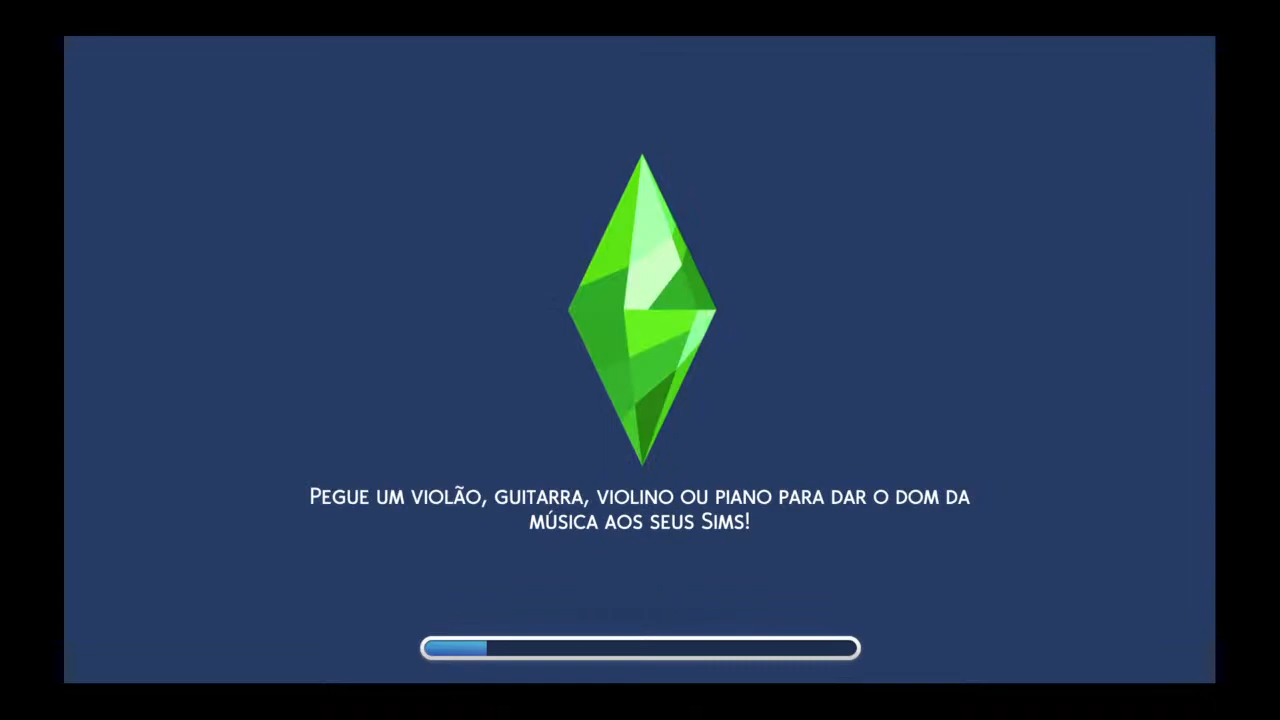 Pegue um violão, guitarra, violino ou piano para dar o dom da
música aos seus Sims!